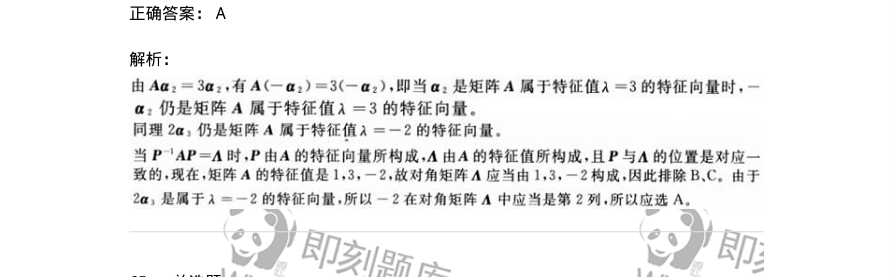 正确答案： A
解析：
由 Aα₂=3α₂,有 A(-α₂)=3(-α₂),即当 α₂ 是矩阵 A 属于特征值λ=3 的特征向量时,-
α₂ 仍是矩阵 A 属于特征值λ=3 的特征向量。
同理 2α₃ 仍是矩阵 A 属于特征值λ=-2 的特征向量。
当 P⁻¹AP=Λ 时,P 由A 的特征向量所构成,Λ 由A 的特征值所构成,且 P 与Λ 的位置是对应一
致的,现在,矩阵 A 的特征值是 1,3,-2,故对角矩阵 Λ 应当由 1,3,-2 构成,因此排除 B、C。由于
2α₃ 是属于 λ=-2 的特征向量,所以 -2 在对角矩阵 Λ 中应当是第 2 列,所以应选 A。
即刻题库
即